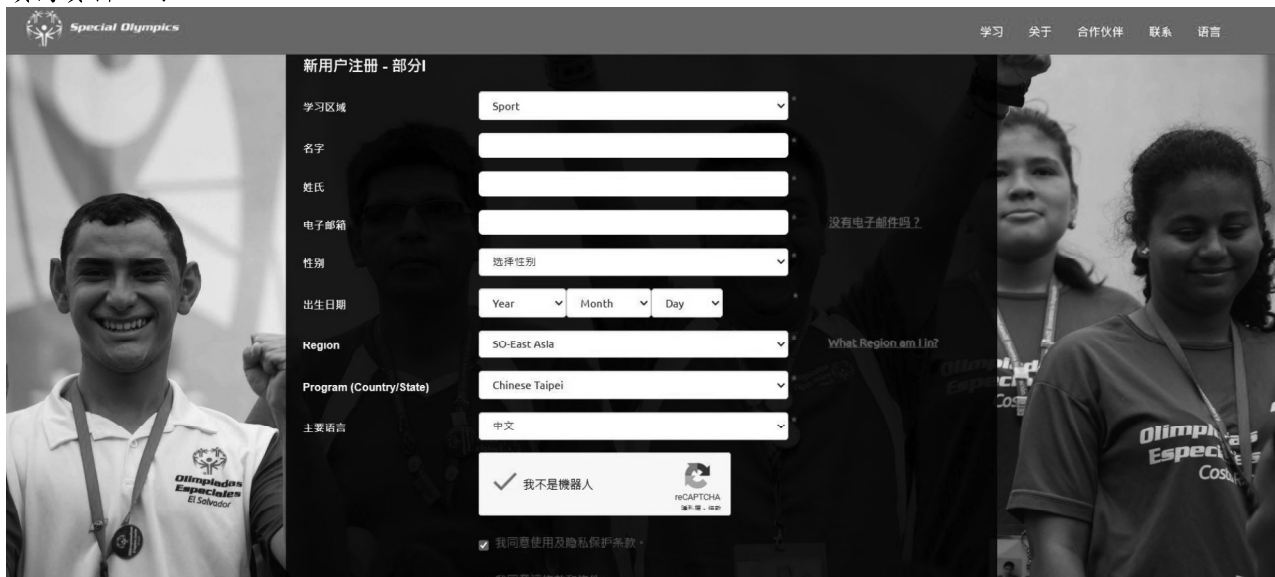 Special Olympics
学习 关于 合作伙伴 联系 语言
新用户注册 - 部分I
学习区域 Sport *
名字 *
姓氏 *
电子邮箱 * 没有电子邮件吗？
性别 选择性别 *
出生日期 Year Month Day *
Region SO-East Asia * What Region am I in?
Program (Country/State) Chinese Taipei *
主要语言 中文 *
我不是機器人
reCAPTCHA
我同意使用及隐私保护条款 *
Olimpiadas
Especiales
El Salvador
Olimpiadas
Especiales